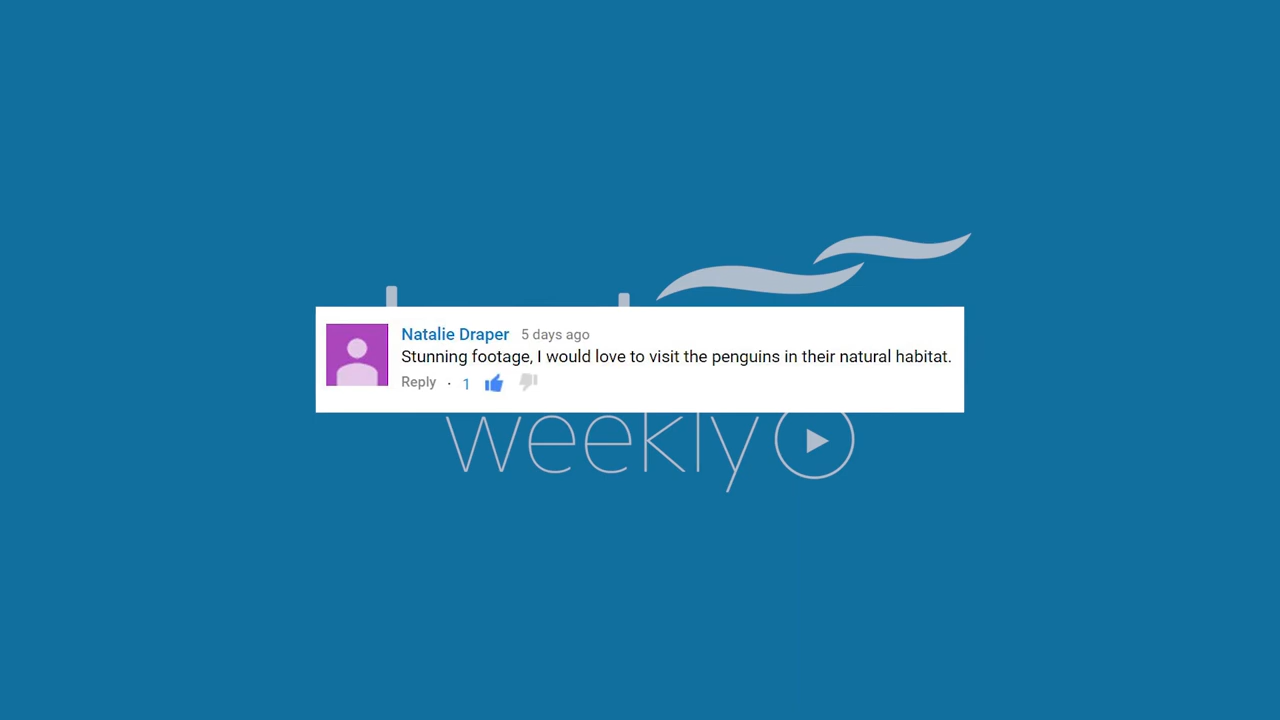 Natalie Draper 5 days ago
Stunning footage, I would love to visit the penguins in their natural habitat.
Reply · 1
weekly